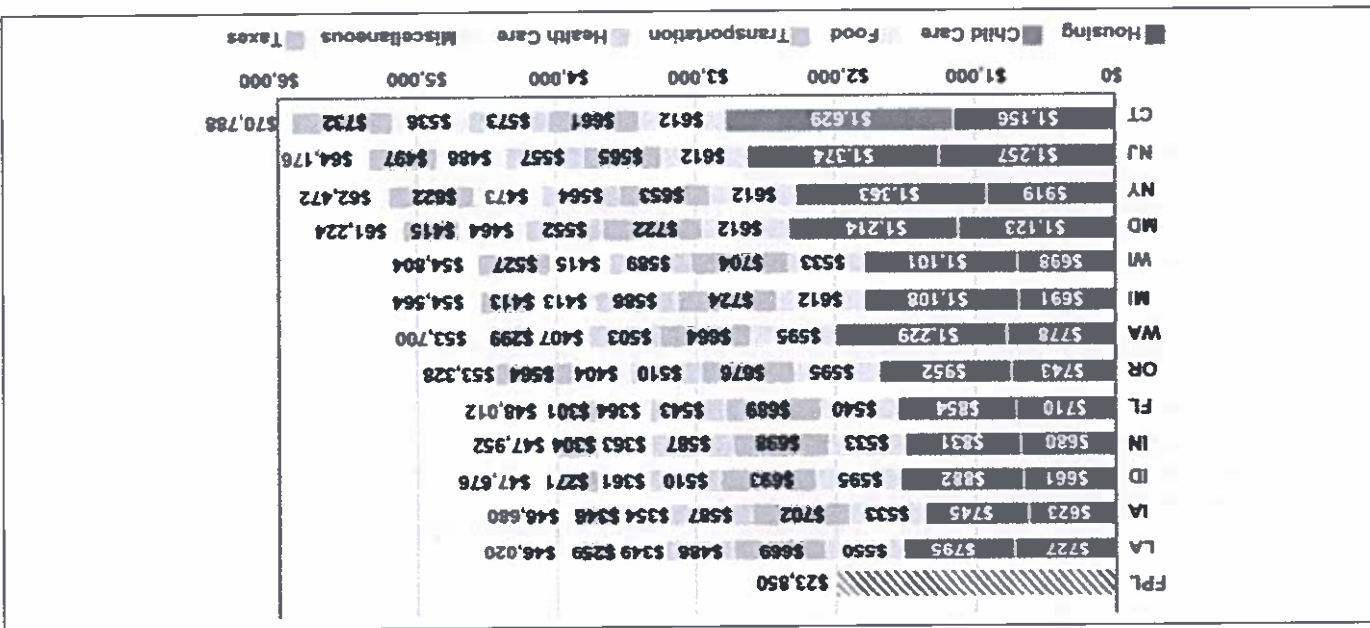 FPL $23,850
LA $727 $795 $550 $669 $486 $349 $259 $46,020
IA $623 $745 $533 $702 $587 $354 $346 $46,680
ID $661 $882 $595 $693 $510 $361 $271 $47,676
IN $680 $831 $533 $698 $587 $363 $304 $47,952
FL $710 $854 $540 $689 $543 $364 $301 $48,012
OR $743 $952 $595 $676 $510 $404 $564 $53,328
WA $778 $1,229 $595 $664 $503 $407 $299 $53,700
MI $691 $1,108 $612 $724 $586 $413 $413 $54,564
WI $698 $1,101 $533 $704 $589 $415 $527 $54,804
MD $1,123 $1,214 $612 $722 $552 $464 $415 $61,224
NY $919 $1,363 $612 $653 $564 $473 $622 $62,472
NJ $1,257 $1,374 $612 $565 $557 $486 $497 $64,176
CT $1,156 $1,629 $612 $661 $573 $536 $732 $70,788
$0 $1,000 $2,000 $3,000 $4,000 $5,000 $6,000
Housing Child Care Food Transportation Health Care Miscellaneous Taxes